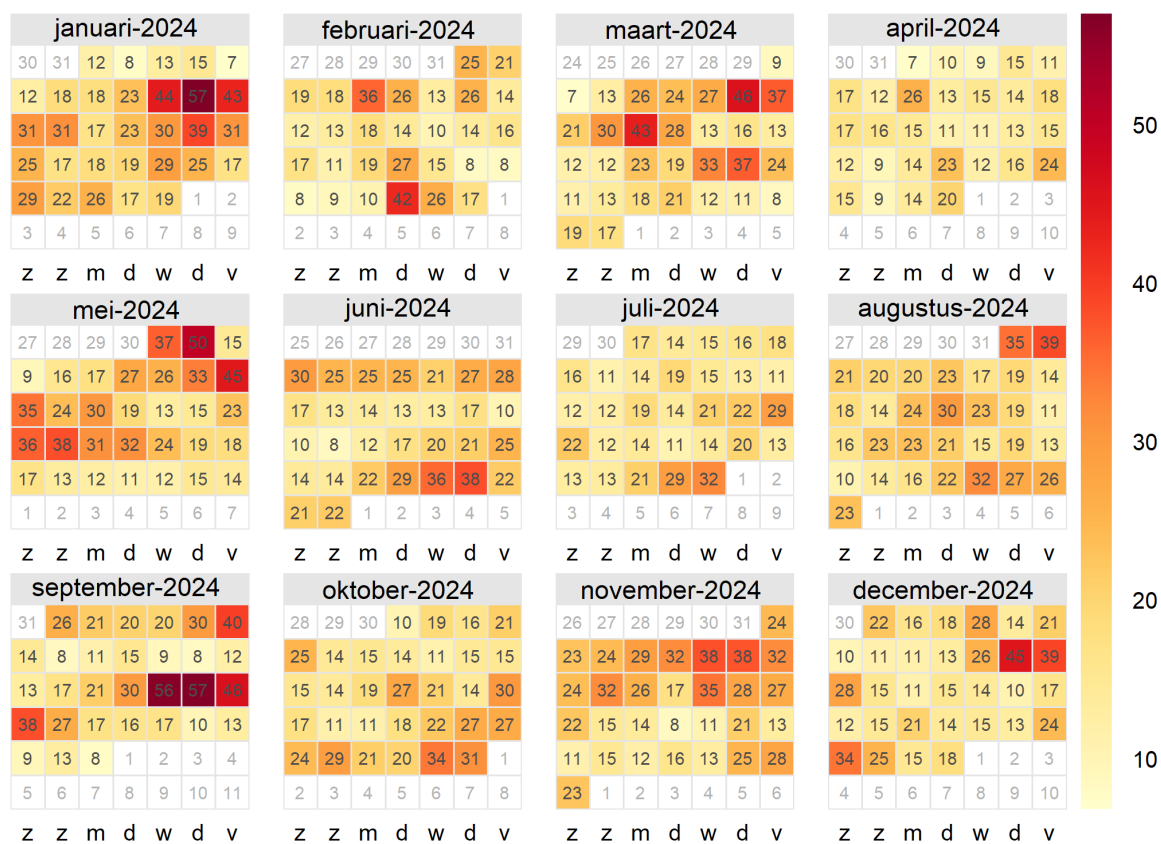 januari-2024 februari-2024 maart-2024 april-2024
30 31 12 8 13 15 7 27 28 29 30 31 25 21 24 25 26 27 28 29 9 30 31 7 10 9 15 11
12 18 18 23 44 57 43 19 18 36 26 13 26 14 7 13 26 24 27 46 37 17 12 26 13 15 14 18
31 31 17 23 30 39 31 12 13 18 14 10 14 16 21 30 43 28 13 16 13 17 16 15 11 11 13 15
50
25 17 18 19 29 25 17 17 11 19 27 15 8 8 12 12 23 19 33 37 24 12 9 14 23 12 16 24
29 22 26 17 19 1 2 8 9 10 42 26 17 1 11 13 18 21 12 11 8 15 9 14 20 1 2 3
3 4 5 6 7 8 9 2 3 4 5 6 7 8 19 17 1 2 3 4 5 4 5 6 7 8 9 10
z z m d w d v z z m d w d v z z m d w d v z z m d w d v
40
mei-2024 juni-2024 juli-2024 augustus-2024
27 28 29 30 37 50 15 25 26 27 28 29 30 31 29 30 17 14 15 16 18 27 28 29 30 31 35 39
9 16 17 27 26 33 45 30 25 25 25 21 27 28 16 11 14 19 15 13 11 21 20 20 23 17 19 14
35 24 30 19 13 15 23 17 13 14 13 13 17 10 12 12 19 14 21 22 29 18 14 24 30 23 19 11
36 38 31 32 24 19 18 10 8 12 17 20 21 25 22 12 14 11 14 20 13 16 23 23 21 15 19 13
30
17 13 12 11 12 15 14 14 14 22 29 36 38 22 13 13 21 29 32 1 2 10 14 16 22 32 27 26
1 2 3 4 5 6 7 21 22 1 2 3 4 5 3 4 5 6 7 8 9 23 1 2 3 4 5 6
z z m d w d v z z m d w d v z z m d w d v z z m d w d v
september-2024 oktober-2024 november-2024 december-2024
20
31 26 21 20 20 30 40 28 29 30 10 19 16 21 26 27 28 29 30 31 24 30 22 16 18 28 14 21
14 8 11 15 9 8 12 25 14 15 14 11 15 15 23 24 29 32 38 38 32 10 11 11 13 26 45 39
13 17 21 30 56 57 46 15 14 19 27 21 14 30 24 32 26 17 35 28 27 28 15 11 15 14 10 17
38 27 17 16 17 10 13 17 11 11 18 22 27 27 22 15 14 8 11 21 13 12 15 21 14 15 13 24
9 13 8 1 2 3 4 24 29 21 20 34 31 1 11 15 12 16 13 25 28 34 25 15 18 1 2 3
10
5 6 7 8 9 10 11 2 3 4 5 6 7 8 23 1 2 3 4 5 6 4 5 6 7 8 9 10
z z m d w d v z z m d w d v z z m d w d v z z m d w d v